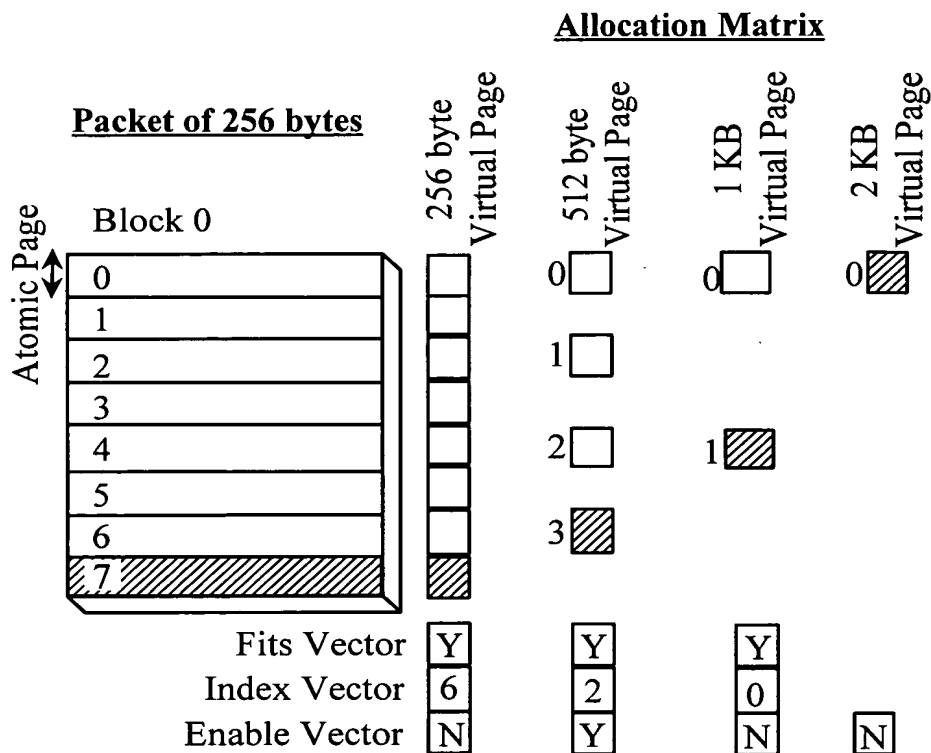 Allocation Matrix
Packet of 256 bytes
256 byte
Virtual Page
512 byte
Virtual Page
1 KB
Virtual Page
2 KB
Virtual Page
Block 0
Atomic Page
0
1
2
3
4
5
6
7
0
1
2
3
0
1
0
Fits Vector Y Y Y
Index Vector 6 2 0
Enable Vector N Y N N